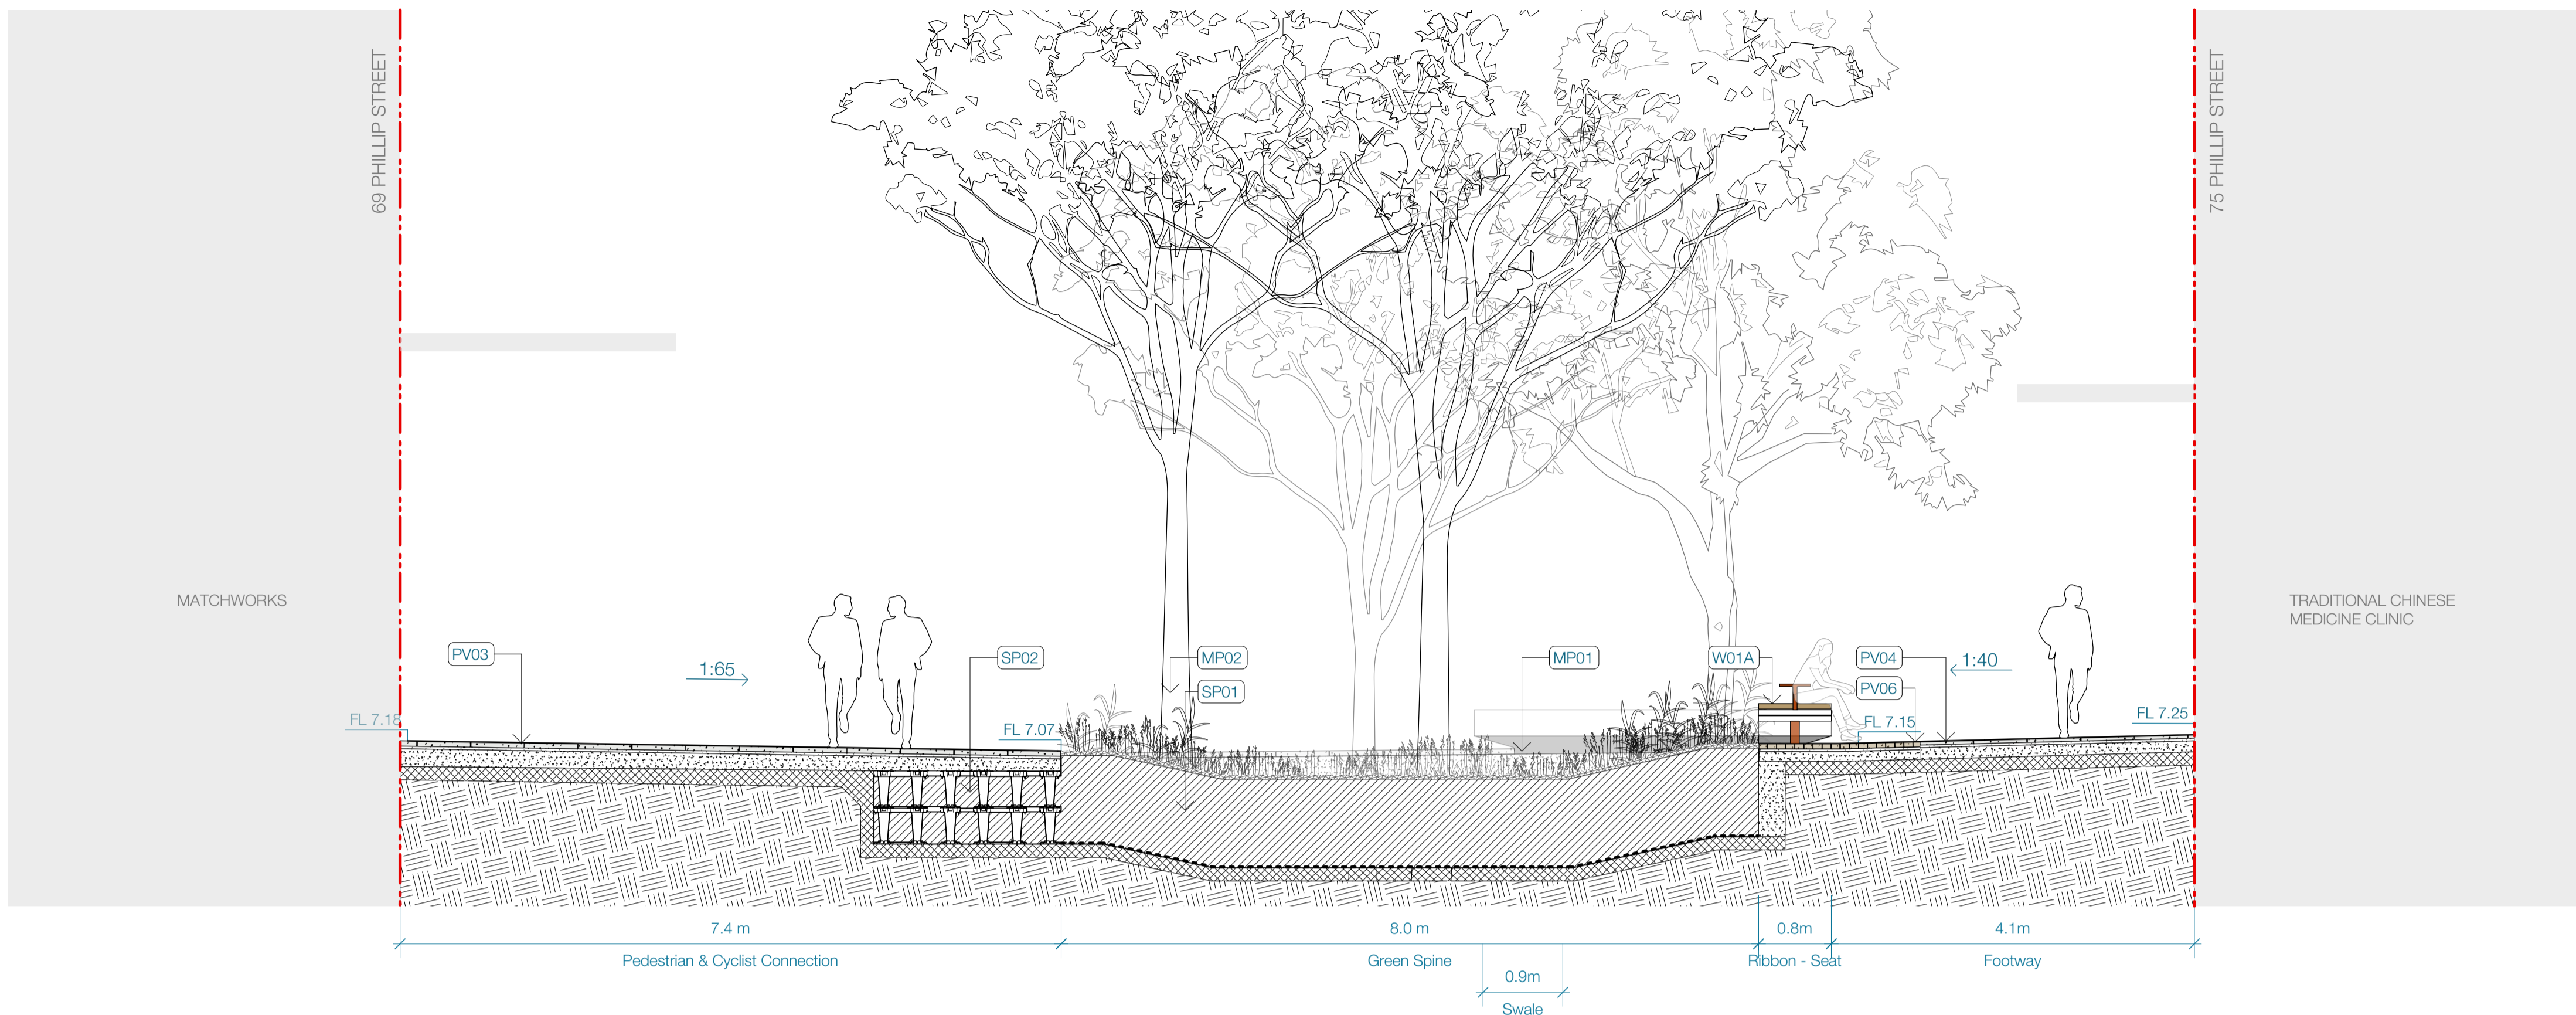 69 PHILLIP STREET
75 PHILLIP STREET
MATCHWORKS
TRADITIONAL CHINESE
MEDICINE CLINIC
PV03
1:65
SP02
MP02
SP01
MP01
W01A
PV04
1:40
PV06
FL 7.18
FL 7.07
FL 7.15
FL 7.25
7.4 m
8.0 m
0.8m
4.1m
Pedestrian & Cyclist Connection
Green Spine
Ribbon - Seat
Footway
0.9m
Swale